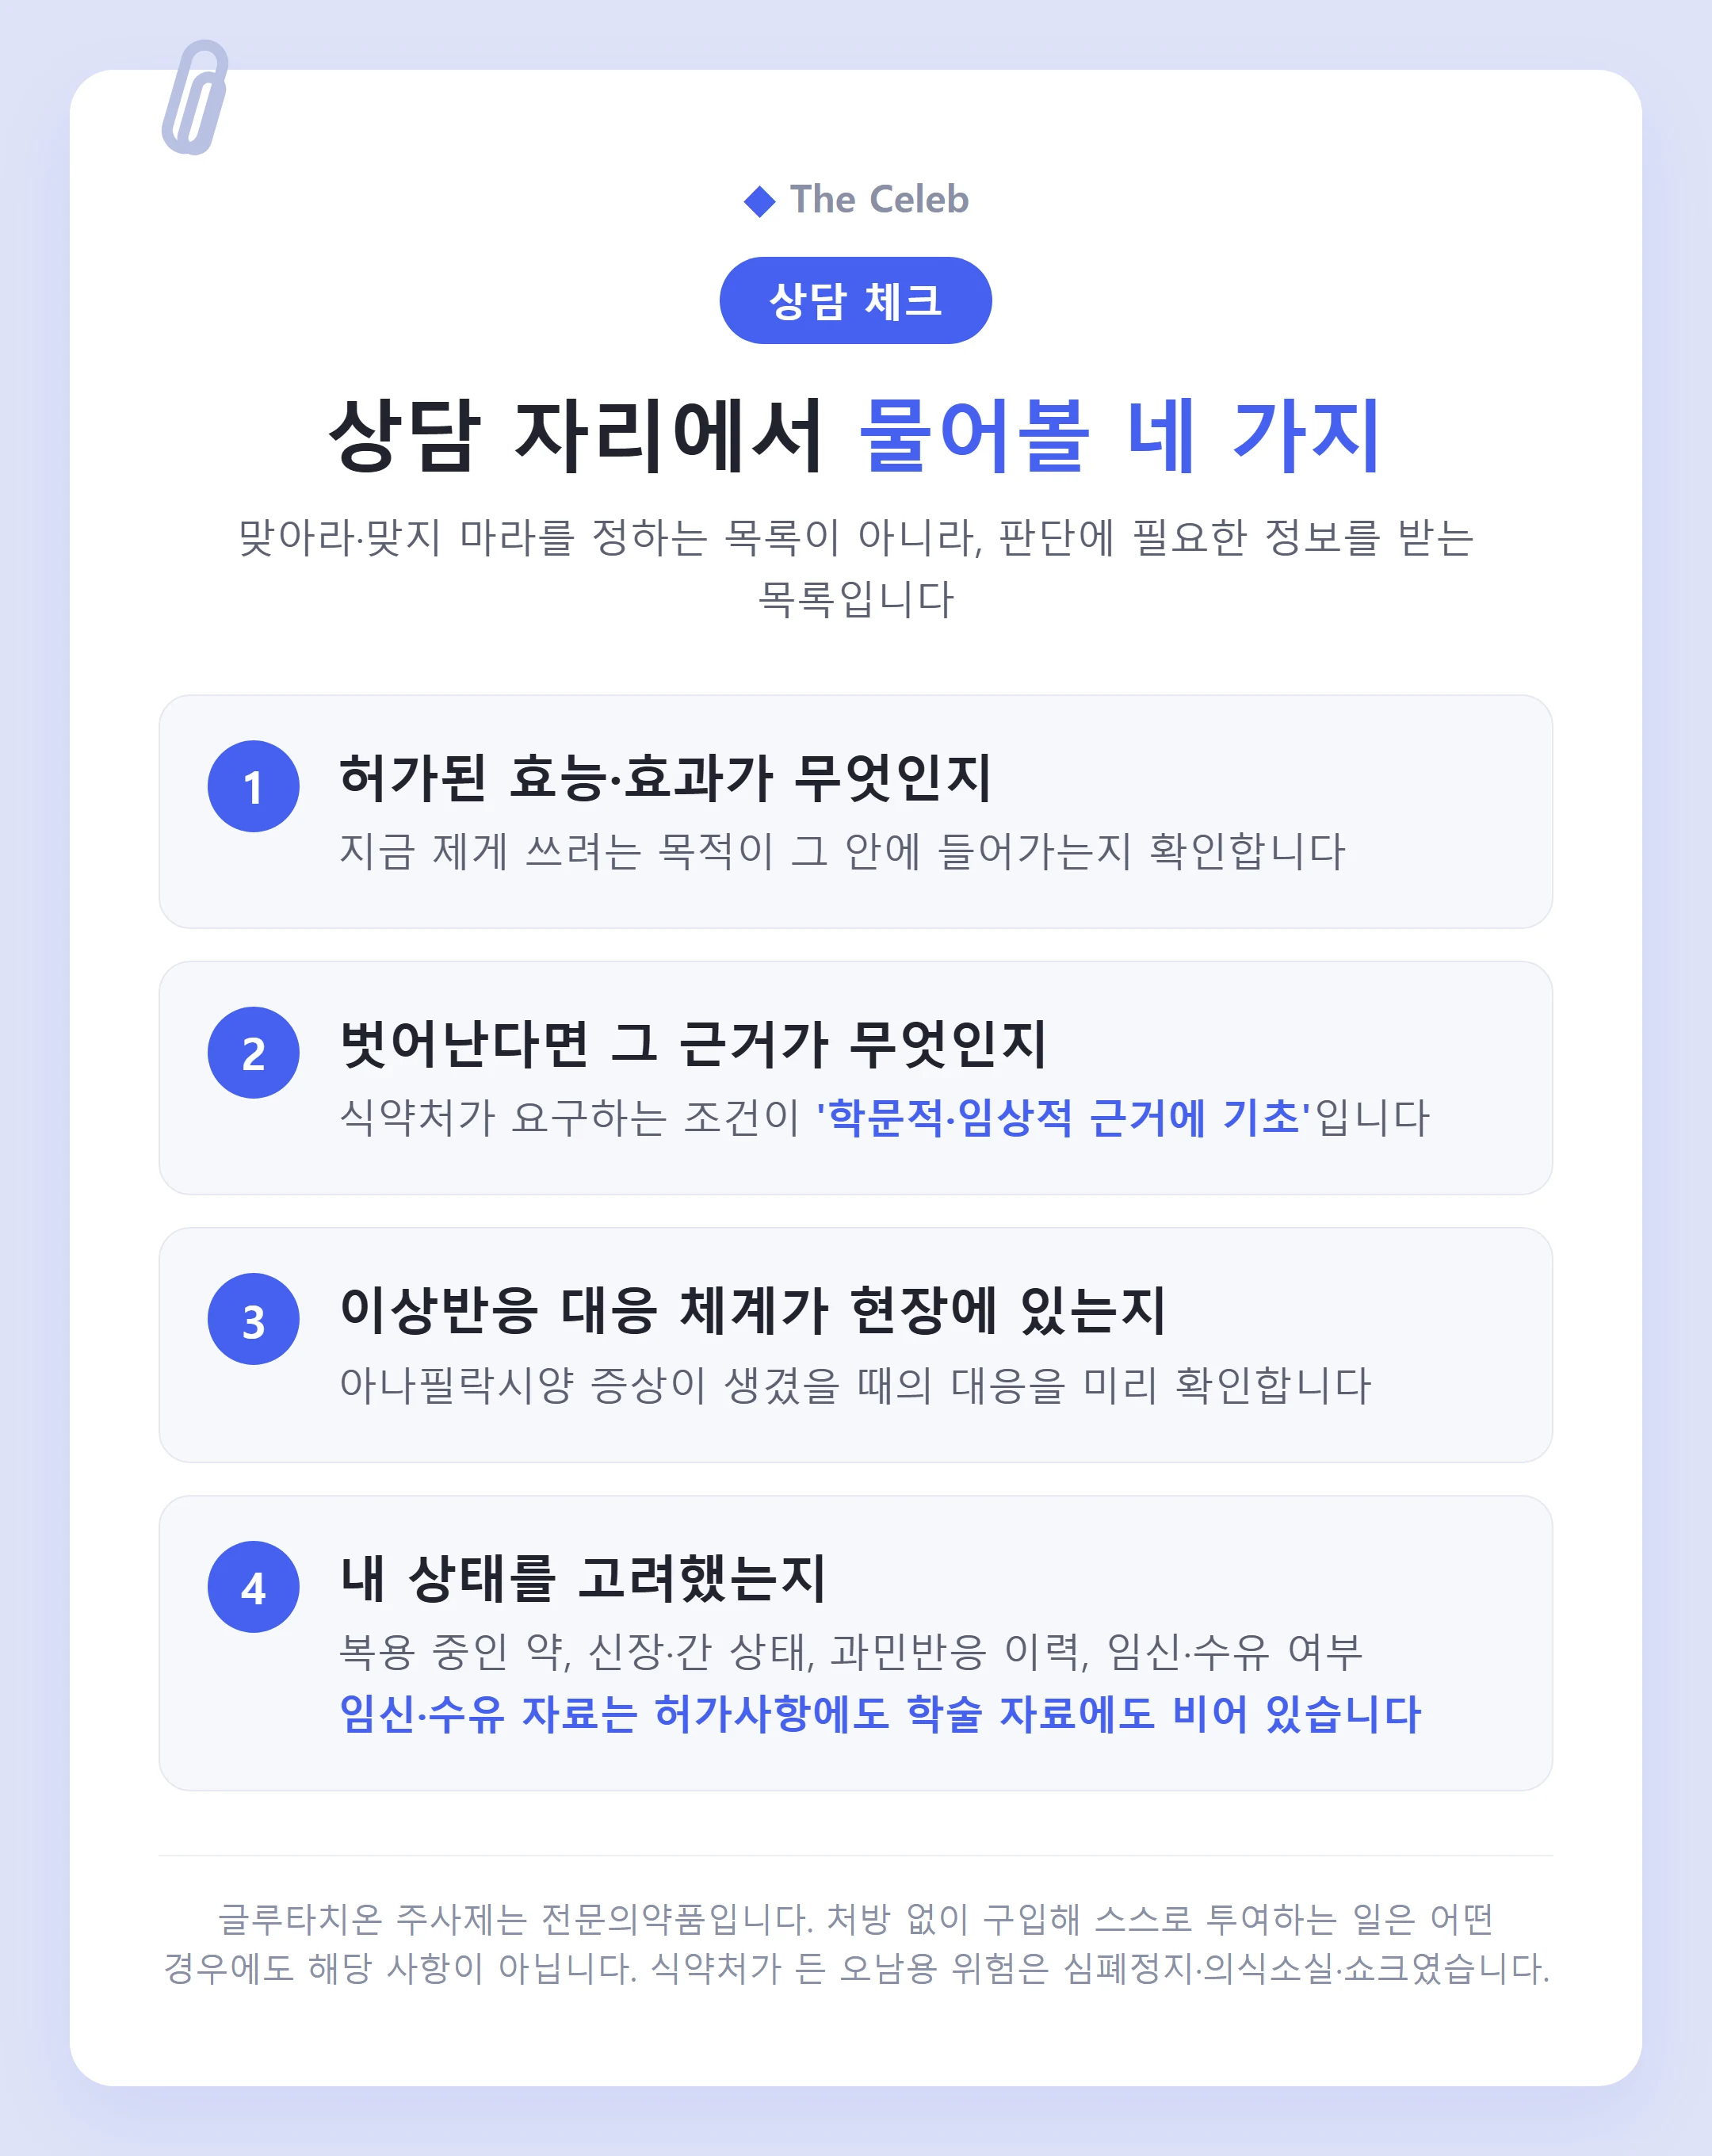 The Celeb
상담 체크
상담 자리에서 물어볼 네 가지
맞아라·맞지 마라를 정하는 목록이 아니라, 판단에 필요한 정보를 받는
목록입니다
1
허가된 효능·효과가 무엇인지
지금 제게 쓰려는 목적이 그 안에 들어가는지 확인합니다
2
벗어난다면 그 근거가 무엇인지
식약처가 요구하는 조건이 '학문적·임상적 근거에 기초'입니다
3
이상반응 대응 체계가 현장에 있는지
아나필락시양 증상이 생겼을 때의 대응을 미리 확인합니다
4
내 상태를 고려했는지
복용 중인 약, 신장·간 상태, 과민반응 이력, 임신·수유 여부
임신·수유 자료는 허가사항에도 학술 자료에도 비어 있습니다
글루타치온 주사제는 전문의약품입니다. 처방 없이 구입해 스스로 투여하는 일은 어떤
경우에도 해당 사항이 아닙니다. 식약처가 든 오남용 위험은 심폐정지·의식소실·쇼크였습니다.